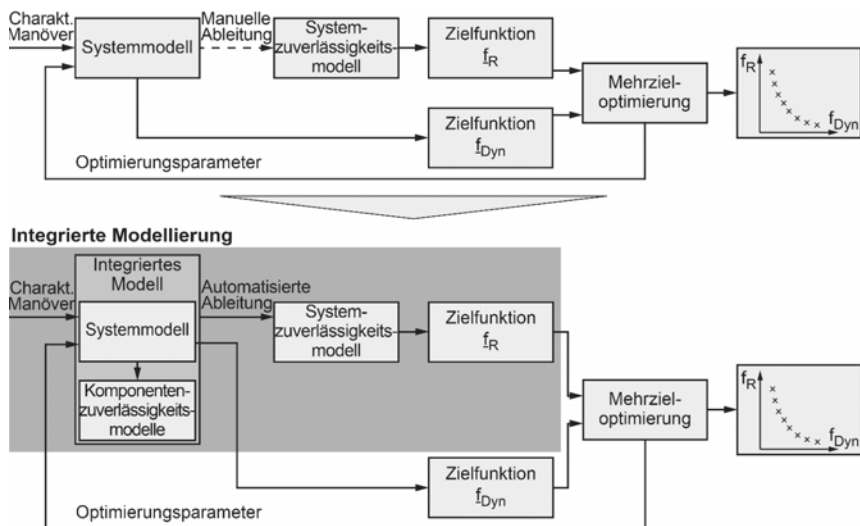 Charakt.
Manöver
Systemmodell
Manuelle
Ableitung
System-
zuverlässigkeits
modell
Zielfunktion
f_R
Zielfunktion
f_Dyn
Mehrziel-
optimierung
f_R
f_Dyn
Optimierungsparameter
Integrierte Modellierung
Charakt.
Manöver
Integriertes
Modell
Systemmodell
Komponenten-
zuverlässigkeits-
modelle
Automatisierte
Ableitung
System-
zuverlässigkeits-
modell
Zielfunktion
f_R
Zielfunktion
f_Dyn
Mehrziel-
optimierung
f_R
f_Dyn
Optimierungsparameter